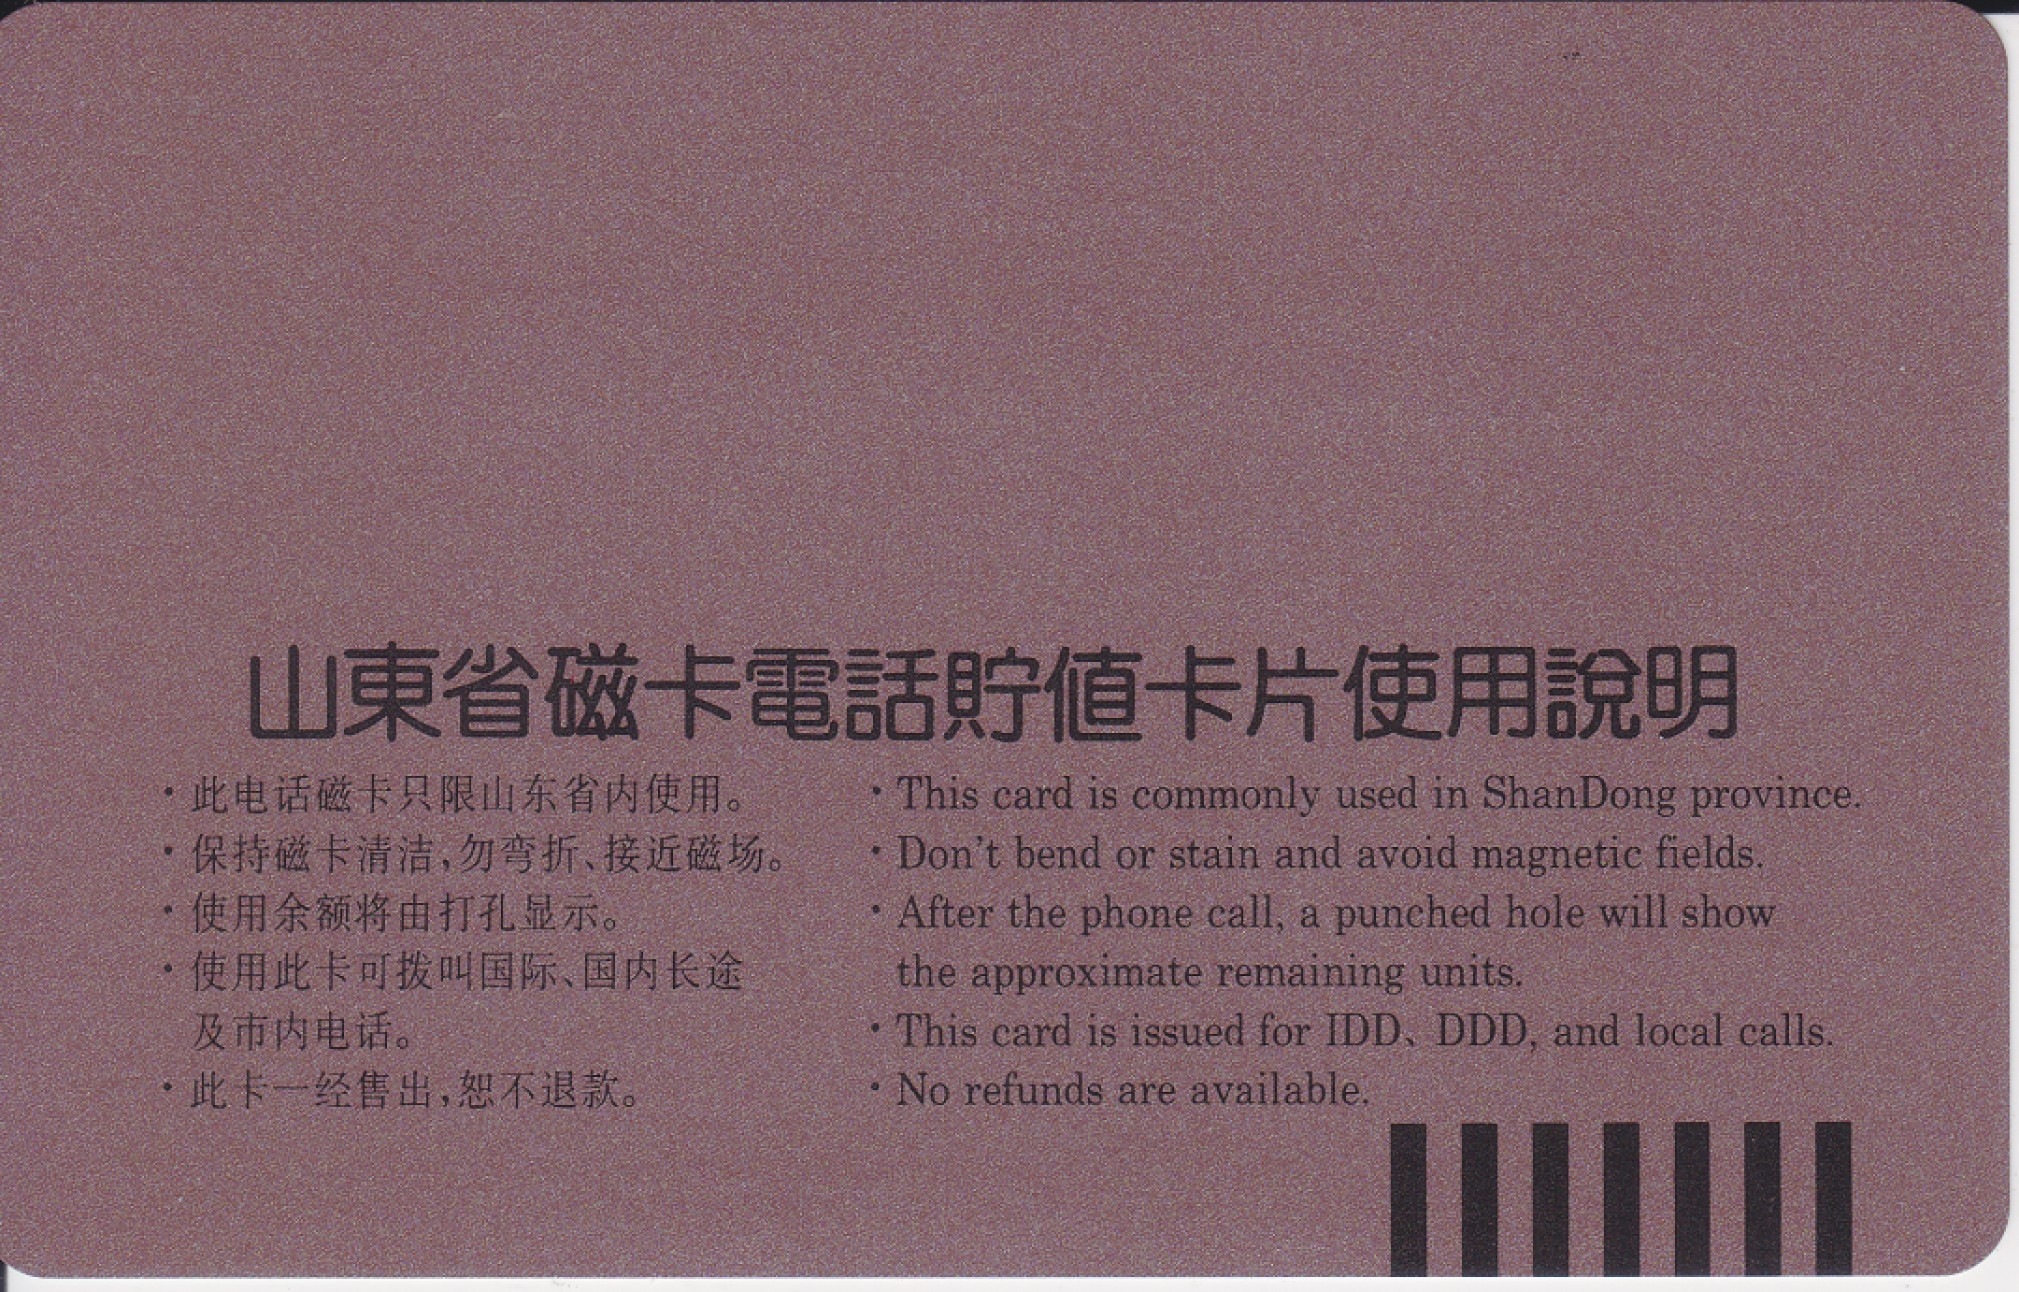 山東省磁卡電話貯値卡片使用說明
・此电话磁卡只限山东省内使用。
・保持磁卡清洁,勿弯折、接近磁场。
・使用余额将由打孔显示。
・使用此卡可拨叫国际、国内长途
及市内电话。
・此卡一经售出,恕不退款。
・This card is commonly used in ShanDong province.
・Don't bend or stain and avoid magnetic fields.
・After the phone call, a punched hole will show
the approximate remaining units.
・This card is issued for IDD、DDD, and local calls.
・No refunds are available.